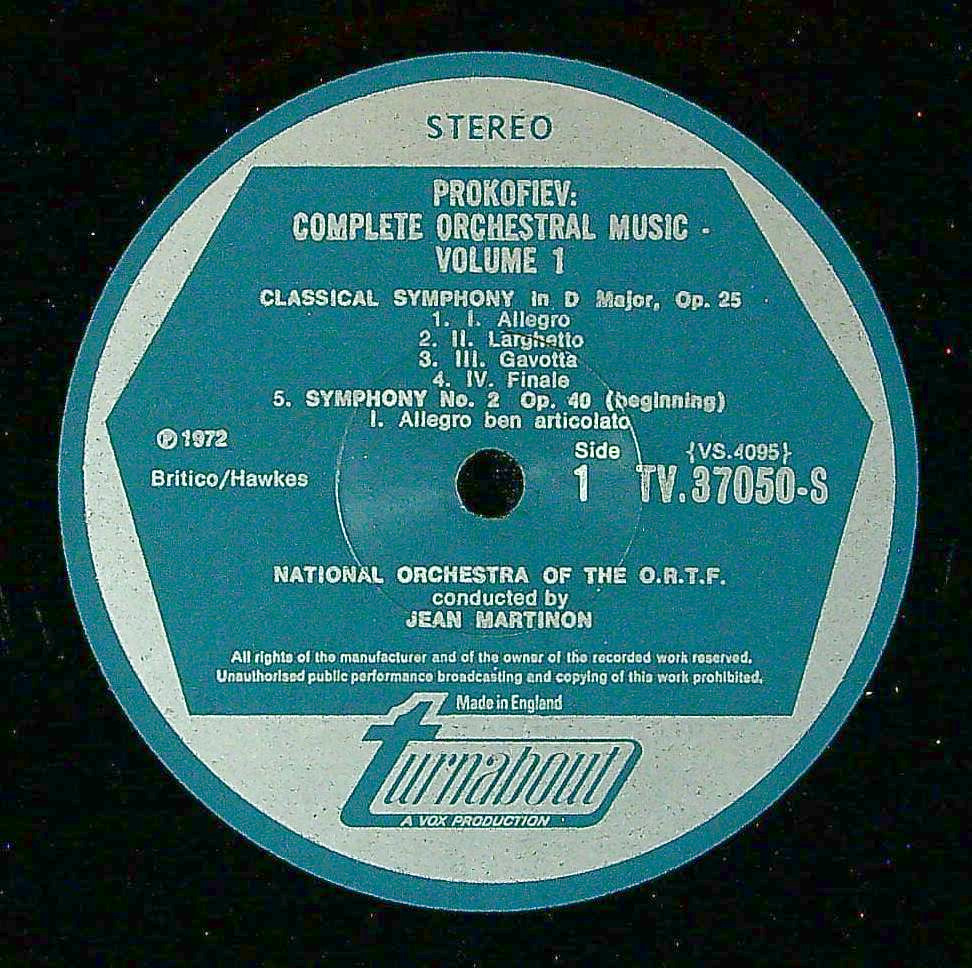 STEREO
PROKOFIEV:
COMPLETE ORCHESTRAL MUSIC -
VOLUME 1
CLASSICAL SYMPHONY in D Major, Op. 25
1. I. Allegro
2. II. Larghetto
3. III. Gavotta
4. IV. Finale
5. SYMPHONY No. 2 Op. 40 (beginning)
I. Allegro ben articolato
℗ 1972
Britico/Hawkes
Side
1
{VS.4095}
TV.37050-S
NATIONAL ORCHESTRA OF THE O.R.T.F.
conducted by
JEAN MARTINON
All rights of the manufacturer and of the owner of the recorded work reserved.
Unauthorised public performance broadcasting and copying of this work prohibited.
Made in England
turnabout
A VOX PRODUCTION